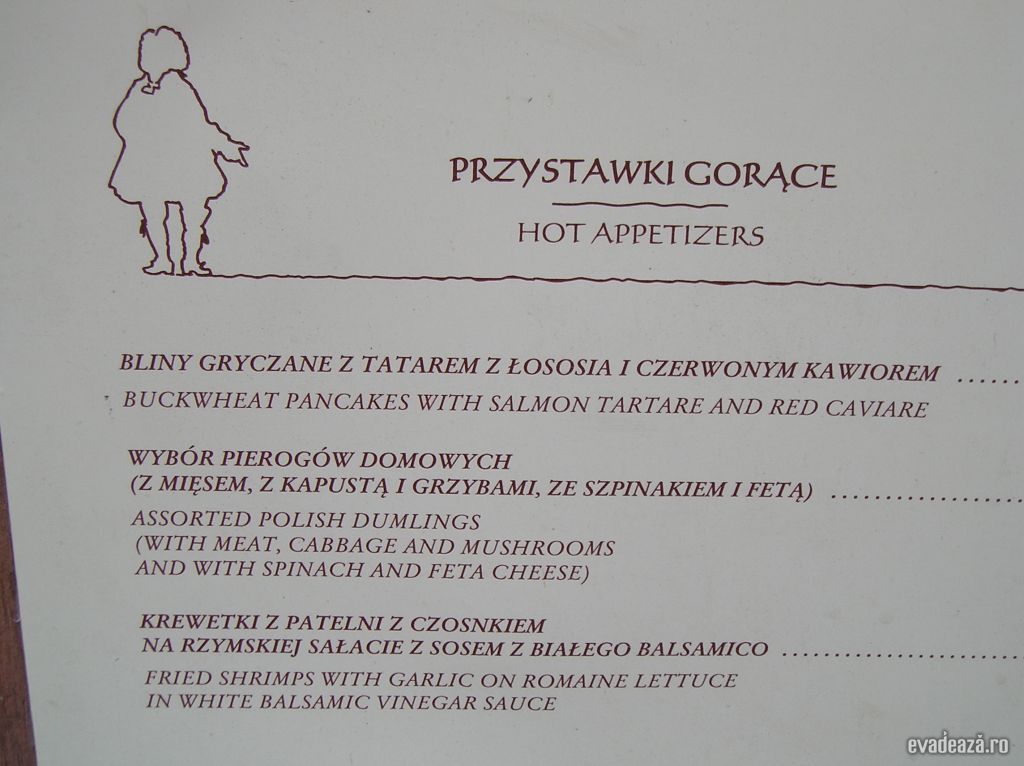 PRZYSTAWKI GORĄCE
HOT APPETIZERS
BLINY GRYCZANE Z TATAREM Z ŁOSOSIA I CZERWONYM KAWIOREM ......
BUCKWHEAT PANCAKES WITH SALMON TARTARE AND RED CAVIARE
WYBÓR PIEROGÓW DOMOWYCH
(Z MIĘSEM, Z KAPUSTĄ I GRZYBAMI, ZE SZPINAKIEM I FETĄ) ..................
ASSORTED POLISH DUMLINGS
(WITH MEAT, CABBAGE AND MUSHROOMS
AND WITH SPINACH AND FETA CHEESE)
KREWETKI Z PATELNI Z CZOSNKIEM
NA RZYMSKIEJ SAŁACIE Z SOSEM Z BIAŁEGO BALSAMICO .......................
FRIED SHRIMPS WITH GARLIC ON ROMAINE LETTUCE
IN WHITE BALSAMIC VINEGAR SAUCE
evadează.ro